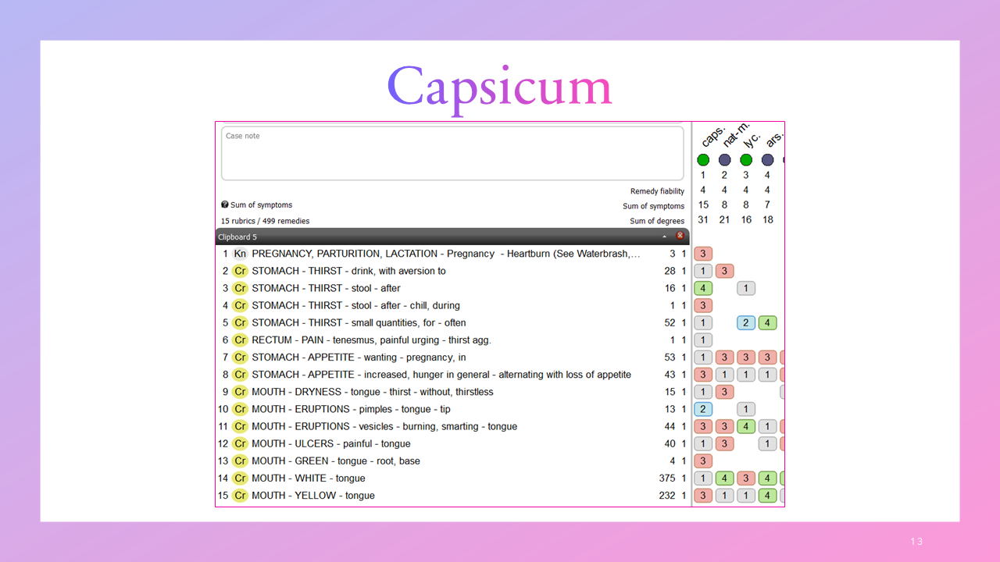 Capsicum
Case note
caps. nat-m. lyc. ars.
1 2 3 4
Remedy fiability 4 4 4 4
Sum of symptoms Sum of symptoms 15 8 8 7
15 rubrics / 499 remedies Sum of degrees 31 21 16 18
Clipboard 5
1 Kn PREGNANCY, PARTURITION, LACTATION - Pregnancy - Heartburn (See Waterbrash,... 3 1 3
2 Cr STOMACH - THIRST - drink, with aversion to 28 1 1 3
3 Cr STOMACH - THIRST - stool - after 16 1 4 1
4 Cr STOMACH - THIRST - stool - after - chill, during 1 1 3
5 Cr STOMACH - THIRST - small quantities, for - often 52 1 1 2 4
6 Cr RECTUM - PAIN - tenesmus, painful urging - thirst agg. 1 1 1
7 Cr STOMACH - APPETITE - wanting - pregnancy, in 53 1 1 3 3 3
8 Cr STOMACH - APPETITE - increased, hunger in general - alternating with loss of appetite 43 1 3 1 1 1
9 Cr MOUTH - DRYNESS - tongue - thirst - without, thirstless 15 1 1 3
10 Cr MOUTH - ERUPTIONS - pimples - tongue - tip 13 1 2 1
11 Cr MOUTH - ERUPTIONS - vesicles - burning, smarting - tongue 44 1 3 3 4 1
12 Cr MOUTH - ULCERS - painful - tongue 40 1 1 3 1
13 Cr MOUTH - GREEN - tongue - root, base 4 1 3
14 Cr MOUTH - WHITE - tongue 375 1 1 4 3 4
15 Cr MOUTH - YELLOW - tongue 232 1 3 1 1 4
13